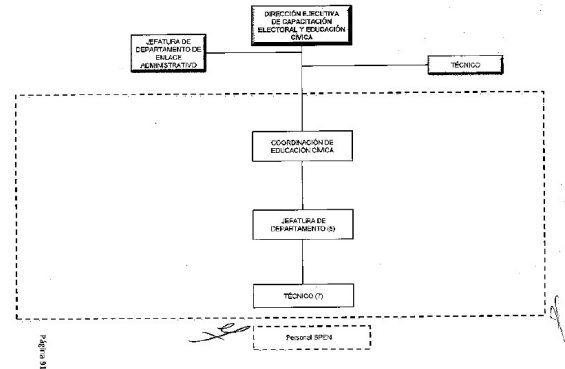 DIRECCIÓN EJECUTIVA
DE CAPACITACIÓN
ELECTORAL Y EDUCACIÓN
CÍVICA
JEFATURA DE
DEPARTAMENTO DE
ENLACE
ADMINISTRATIVO
TÉCNICO
COORDINACIÓN DE
EDUCACIÓN CÍVICA
JEFATURA DE
DEPARTAMENTO (5)
TÉCNICO (7)
Personal SPEN
Página 91